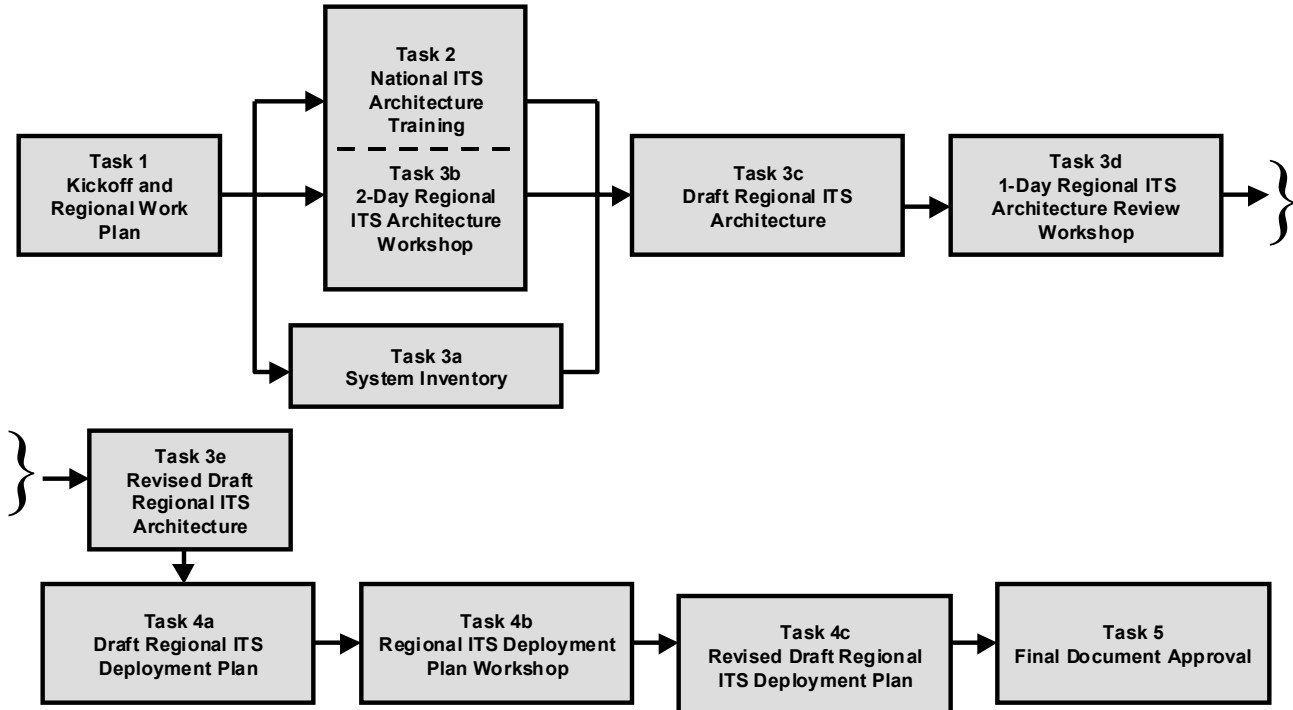 Task 1
Kickoff and
Regional Work
Plan
Task 2
National ITS
Architecture
Training
Task 3b
2-Day Regional
ITS Architecture
Workshop
Task 3a
System Inventory
Task 3c
Draft Regional ITS
Architecture
Task 3d
1-Day Regional ITS
Architecture Review
Workshop
}
}
Task 3e
Revised Draft
Regional ITS
Architecture
Task 4a
Draft Regional ITS
Deployment Plan
Task 4b
Regional ITS Deployment
Plan Workshop
Task 4c
Revised Draft Regional
ITS Deployment Plan
Task 5
Final Document Approval